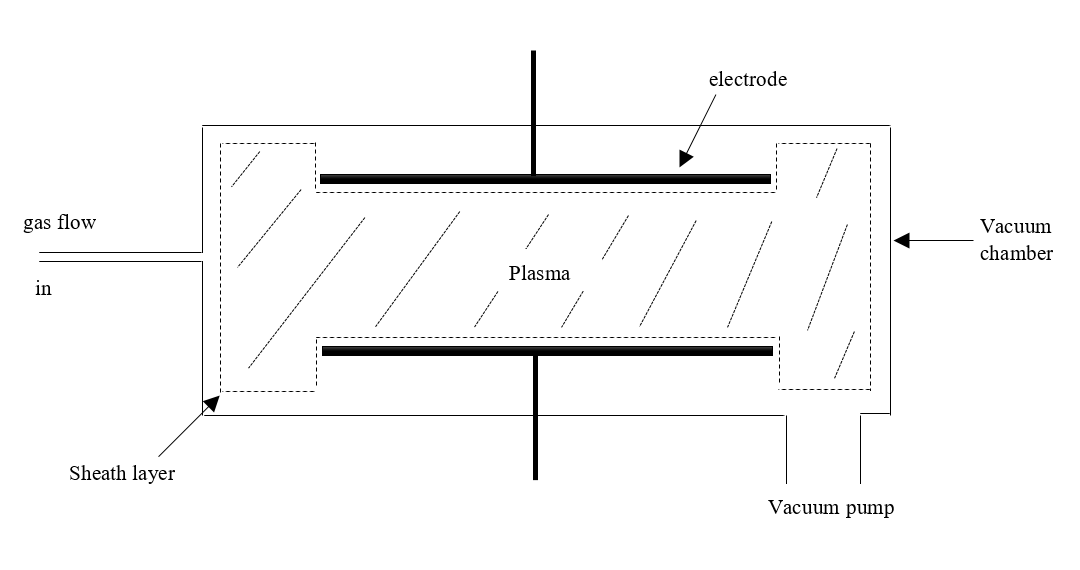 electrode
gas flow
in
Vacuum
chamber
Plasma
Sheath layer
Vacuum pump